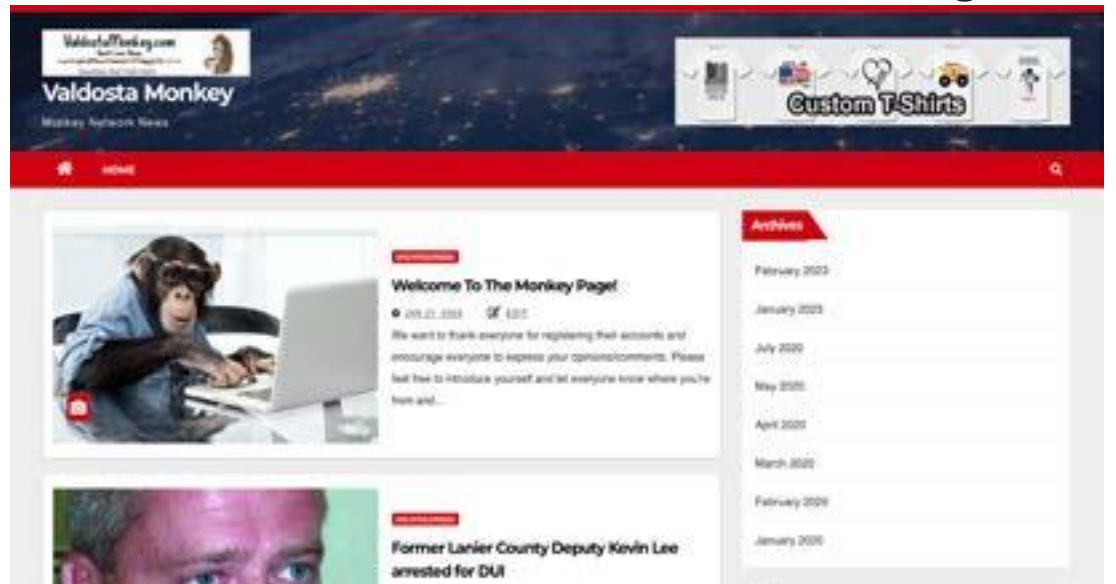 ValdostaMonkey.com
Valdosta Monkey
Monkey Network News
Custom T-Shirts
HOME
Archives
February 2023
January 2023
July 2020
May 2020
April 2020
March 2020
February 2020
January 2020
Welcome To The Monkey Page!
EDIT
We want to thank everyone for registering their accounts and
encourage everyone to express your opinions/comments. Please
feel free to introduce yourself and let everyone know where you're
from and...
Former Lanier County Deputy Kevin Lee
arrested for DUI